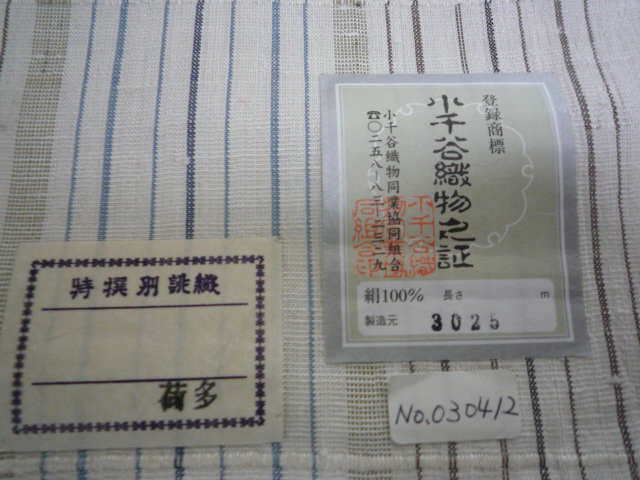 登録商標
小千谷織物之証
小千谷織物同業協同組合
☎〇二五八-八三-二三二九
絹100% 長さ m
製造元 3025
特撰別誂織
No.030412